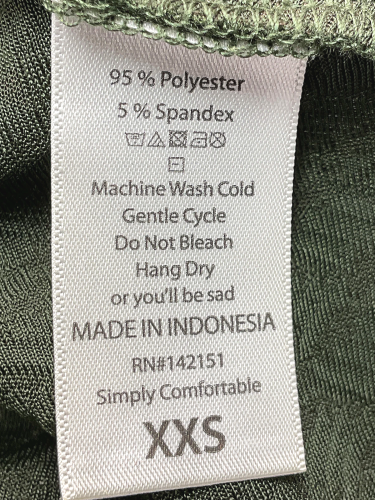 95 % Polyester
5 % Spandex
Machine Wash Cold
Gentle Cycle
Do Not Bleach
Hang Dry
or you'll be sad
MADE IN INDONESIA
RN#142151
Simply Comfortable
XXS